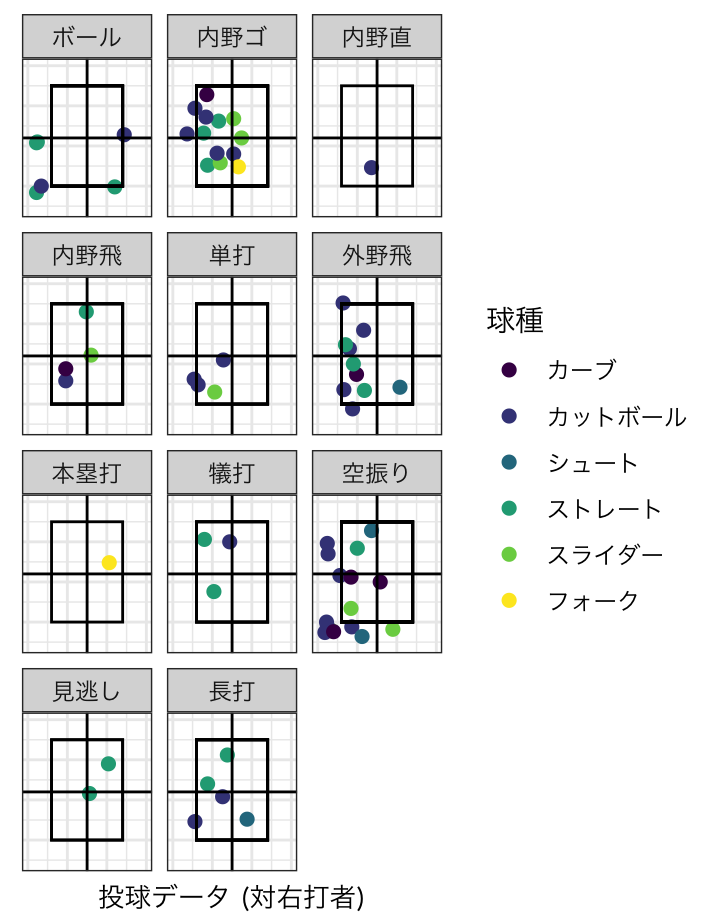 ボール
内野ゴ
内野直
内野飛
単打
外野飛
本塁打
犠打
空振り
見逃し
長打
球種
カーブ
カットボール
シュート
ストレート
スライダー
フォーク
投球データ (対右打者)